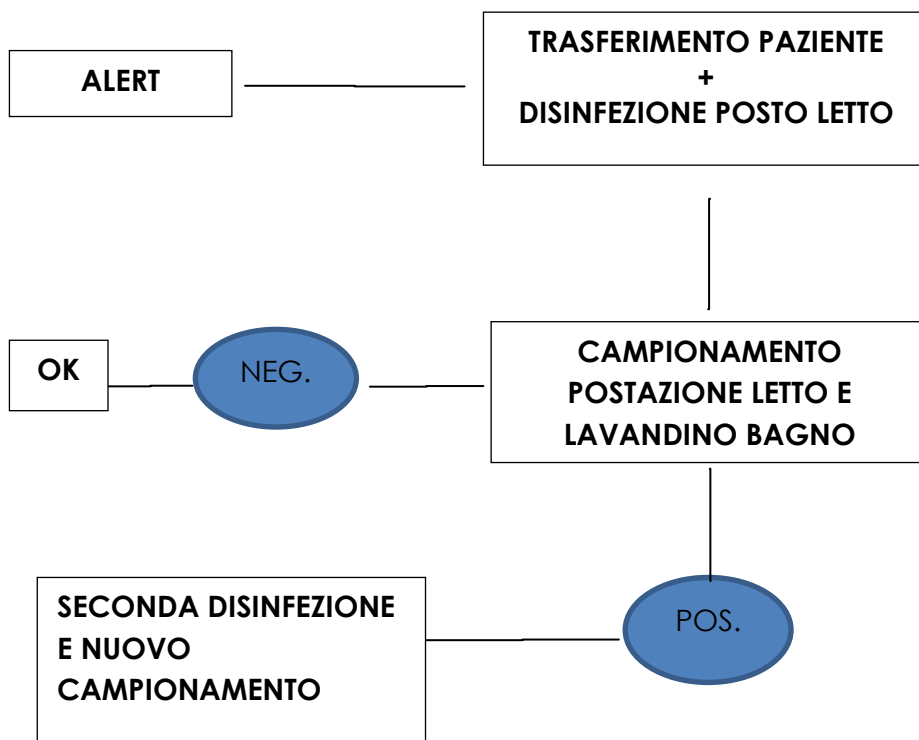 ALERT
TRASFERIMENTO PAZIENTE
+
DISINFEZIONE POSTO LETTO
OK
NEG.
CAMPIONAMENTO
POSTAZIONE LETTO E
LAVANDINO BAGNO
SECONDA DISINFEZIONE
E NUOVO
CAMPIONAMENTO
POS.